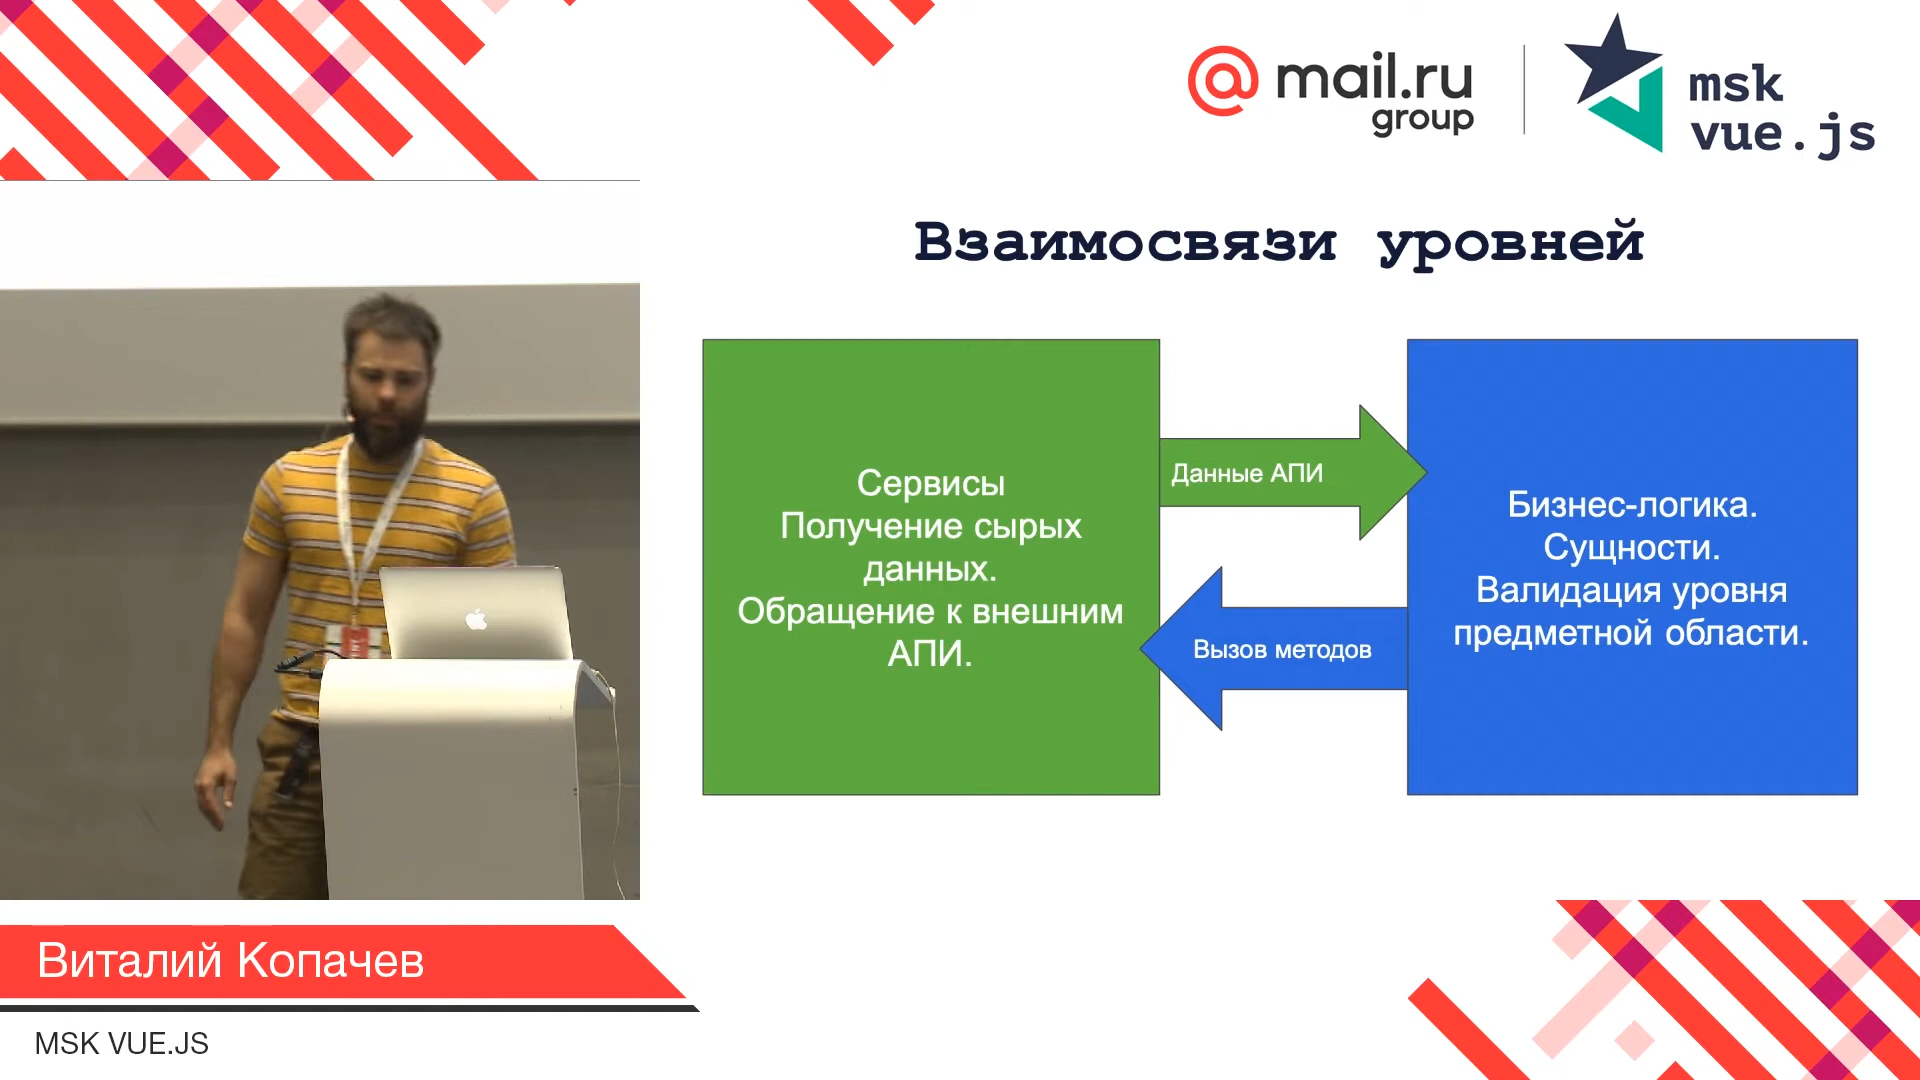 @mail.ru
group
msk
vue.js
Взаимосвязи уровней
Сервисы
Получение сырых
данных.
Обращение к внешним
АПИ.
Данные АПИ
Вызов методов
Бизнес-логика.
Сущности.
Валидация уровня
предметной области.
Виталий Копачев
MSK VUE.JS